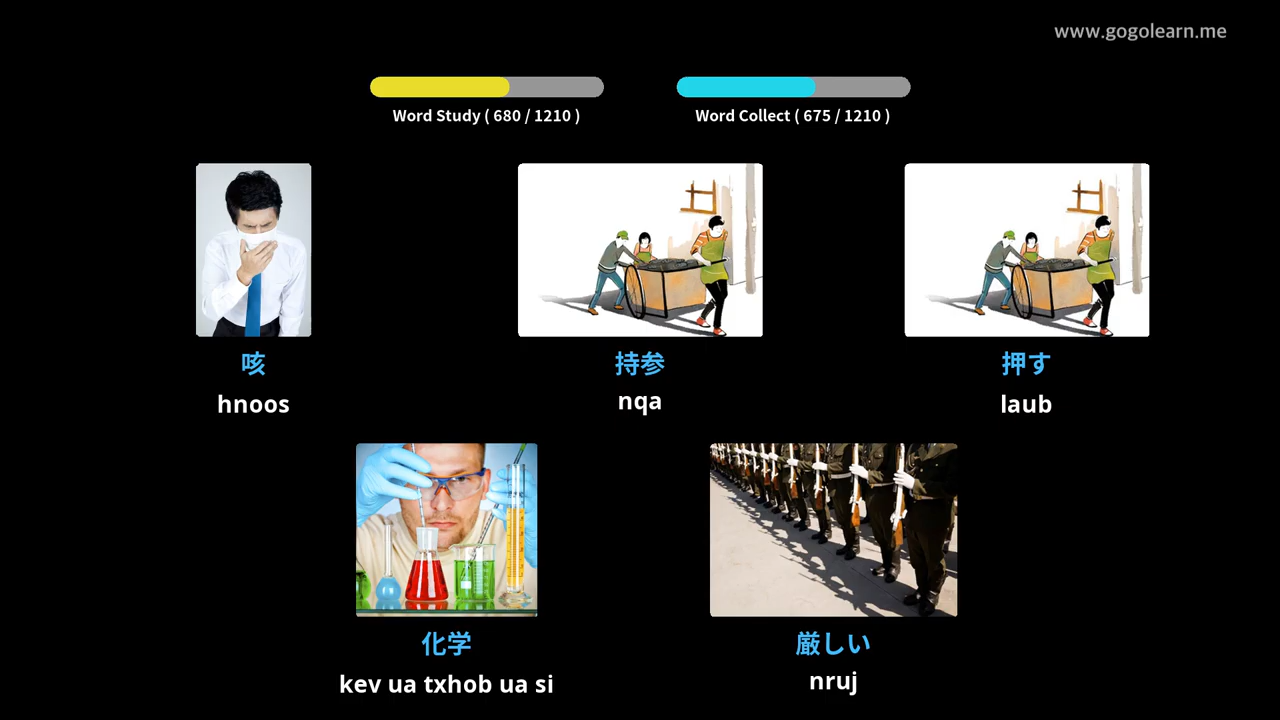 www.gogolearn.me
Word Study ( 680 / 1210 )
Word Collect ( 675 / 1210 )
咳
hnoos
持参
nqa
押す
laub
化学
kev ua txhob ua si
厳しい
nruj